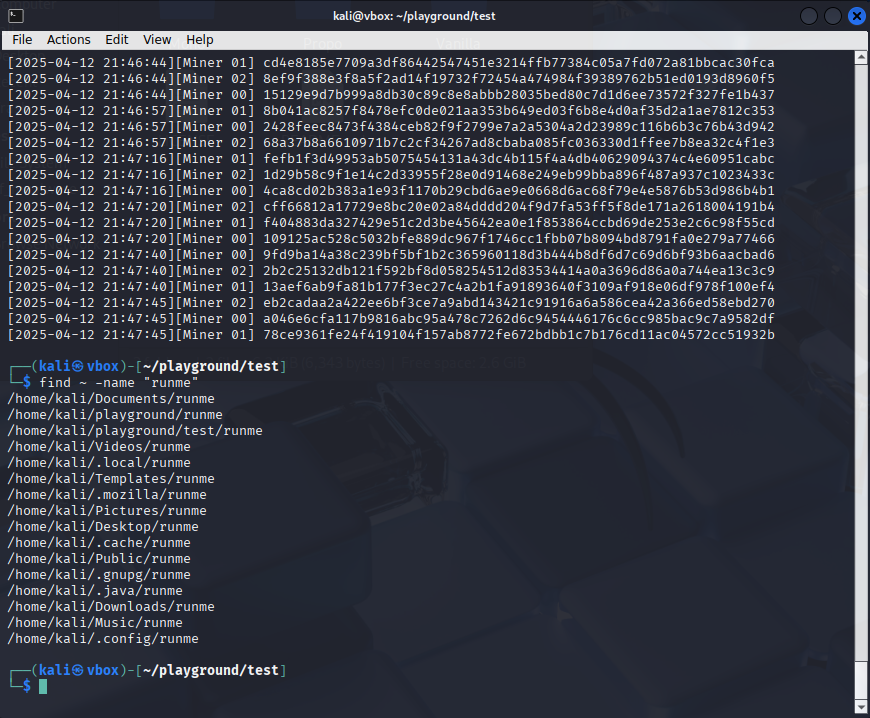 kali@vbox: ~/playground/test
File Actions Edit View Help
[2025-04-12 21:46:44][Miner 01] cd4e8185e7709a3df86442547451e3214ffb77384c05a7fd072a81bbcac30fca
[2025-04-12 21:46:44][Miner 02] 8ef9f388e3f8a5f2ad14f19732f72454a474984f39389762b51ed0193d8960f5
[2025-04-12 21:46:44][Miner 00] 15129e9d7b999a8db30c89c8e8abbb28035bed80c7d1d6ee73572f327fe1b437
[2025-04-12 21:46:57][Miner 01] 8b041ac8257f8478efc0de021aa353b649ed03f6b8e4d0af35d2a1ae7812c353
[2025-04-12 21:46:57][Miner 00] 2428feec8473f4384ceb82f9f2799e7a2a5304a2d23989c116b6b3c76b43d942
[2025-04-12 21:46:57][Miner 02] 68a37b8a6610971b7c2cf34267ad8cbaba085fc036330d1ffee7b8ea32c4f1e3
[2025-04-12 21:47:16][Miner 01] fefb1f3d49953ab5075454131a43dc4b115f4a4db40629094374c4e60951cabc
[2025-04-12 21:47:16][Miner 02] 1d29b58c9f1e14c2d33955f28e0d91468e249eb99bba896f487a937c1023433c
[2025-04-12 21:47:16][Miner 00] 4ca8cd02b383a1e93f1170b29cbd6ae9e0668d6ac68f79e4e5876b53d986b4b1
[2025-04-12 21:47:20][Miner 02] cff66812a17729e8bc20e02a84dddd204f9d7fa53ff5f8de171a2618004191b4
[2025-04-12 21:47:20][Miner 01] f404883da327429e51c2d3be45642ea0e1f853864ccbd69de253e2c6c98f55cd
[2025-04-12 21:47:20][Miner 00] 109125ac528c5032bfe889dc967f1746cc1fbb07b8094bd8791fa0e279a77466
[2025-04-12 21:47:40][Miner 00] 9fd9ba14a38c239bf5bf1b2c365960118d3b444b8df6d7c69d6bf93b6aacbad6
[2025-04-12 21:47:40][Miner 02] 2b2c25132db121f592bf8d058254512d83534414a0a3696d86a0a744ea13c3c9
[2025-04-12 21:47:40][Miner 01] 13aef6ab9fa81b177f3ec27c4a2b1fa91893640f3109af918e06df978f100ef4
[2025-04-12 21:47:45][Miner 02] eb2cadaa2a422ee6bf3ce7a9abd143421c91916a6a586cea42a366ed58ebd270
[2025-04-12 21:47:45][Miner 00] a046e6cfa117b9816abc95a478c7262d6c9454446176c6cc985bac9c7a9582df
[2025-04-12 21:47:45][Miner 01] 78ce9361fe24f419104f157ab8772fe672bdbb1c7b176cd11ac04572cc51932b
┌──(kali㉿vbox)-[~/playground/test]
└─$ find ~ -name "runme"
/home/kali/Documents/runme
/home/kali/playground/runme
/home/kali/playground/test/runme
/home/kali/Videos/runme
/home/kali/.local/runme
/home/kali/Templates/runme
/home/kali/.mozilla/runme
/home/kali/Pictures/runme
/home/kali/Desktop/runme
/home/kali/.cache/runme
/home/kali/Public/runme
/home/kali/.gnupg/runme
/home/kali/.java/runme
/home/kali/Downloads/runme
/home/kali/Music/runme
/home/kali/.config/runme
┌──(kali㉿vbox)-[~/playground/test]
└─$